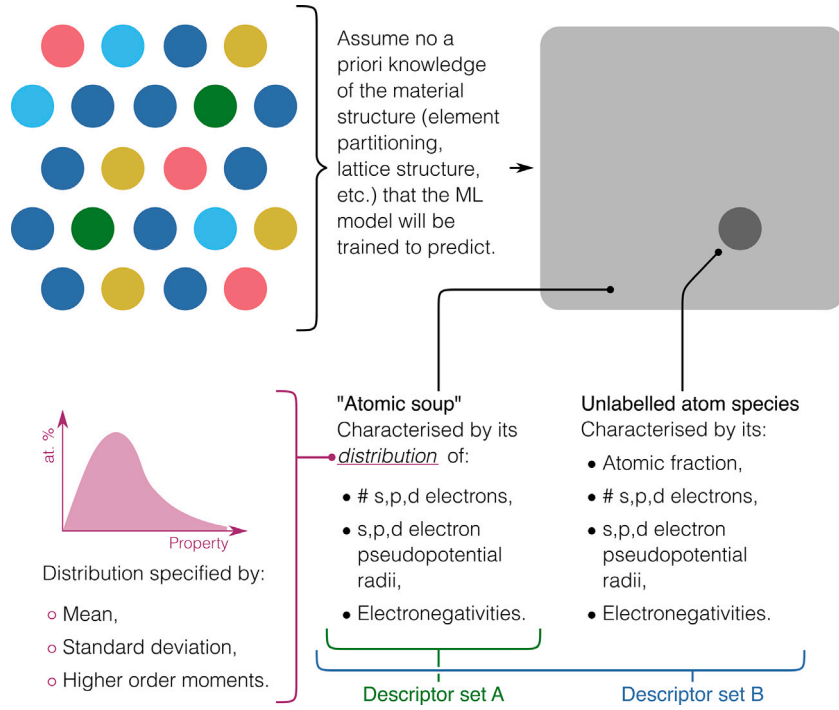 Assume no a
priori knowledge
of the material
structure (element
partitioning,
lattice structure,
etc.) that the ML
model will be
trained to predict.
"Atomic soup"
Characterised by its
distribution of:
• # s,p,d electrons,
• s,p,d electron
pseudopotential
radii,
• Electronegativities.
Unlabelled atom species
Characterised by its:
• Atomic fraction,
• # s,p,d electrons,
• s,p,d electron
pseudopotential
radii,
• Electronegativities.
at. %
Property
Distribution specified by:
○ Mean,
○ Standard deviation,
○ Higher order moments.
Descriptor set A
Descriptor set B